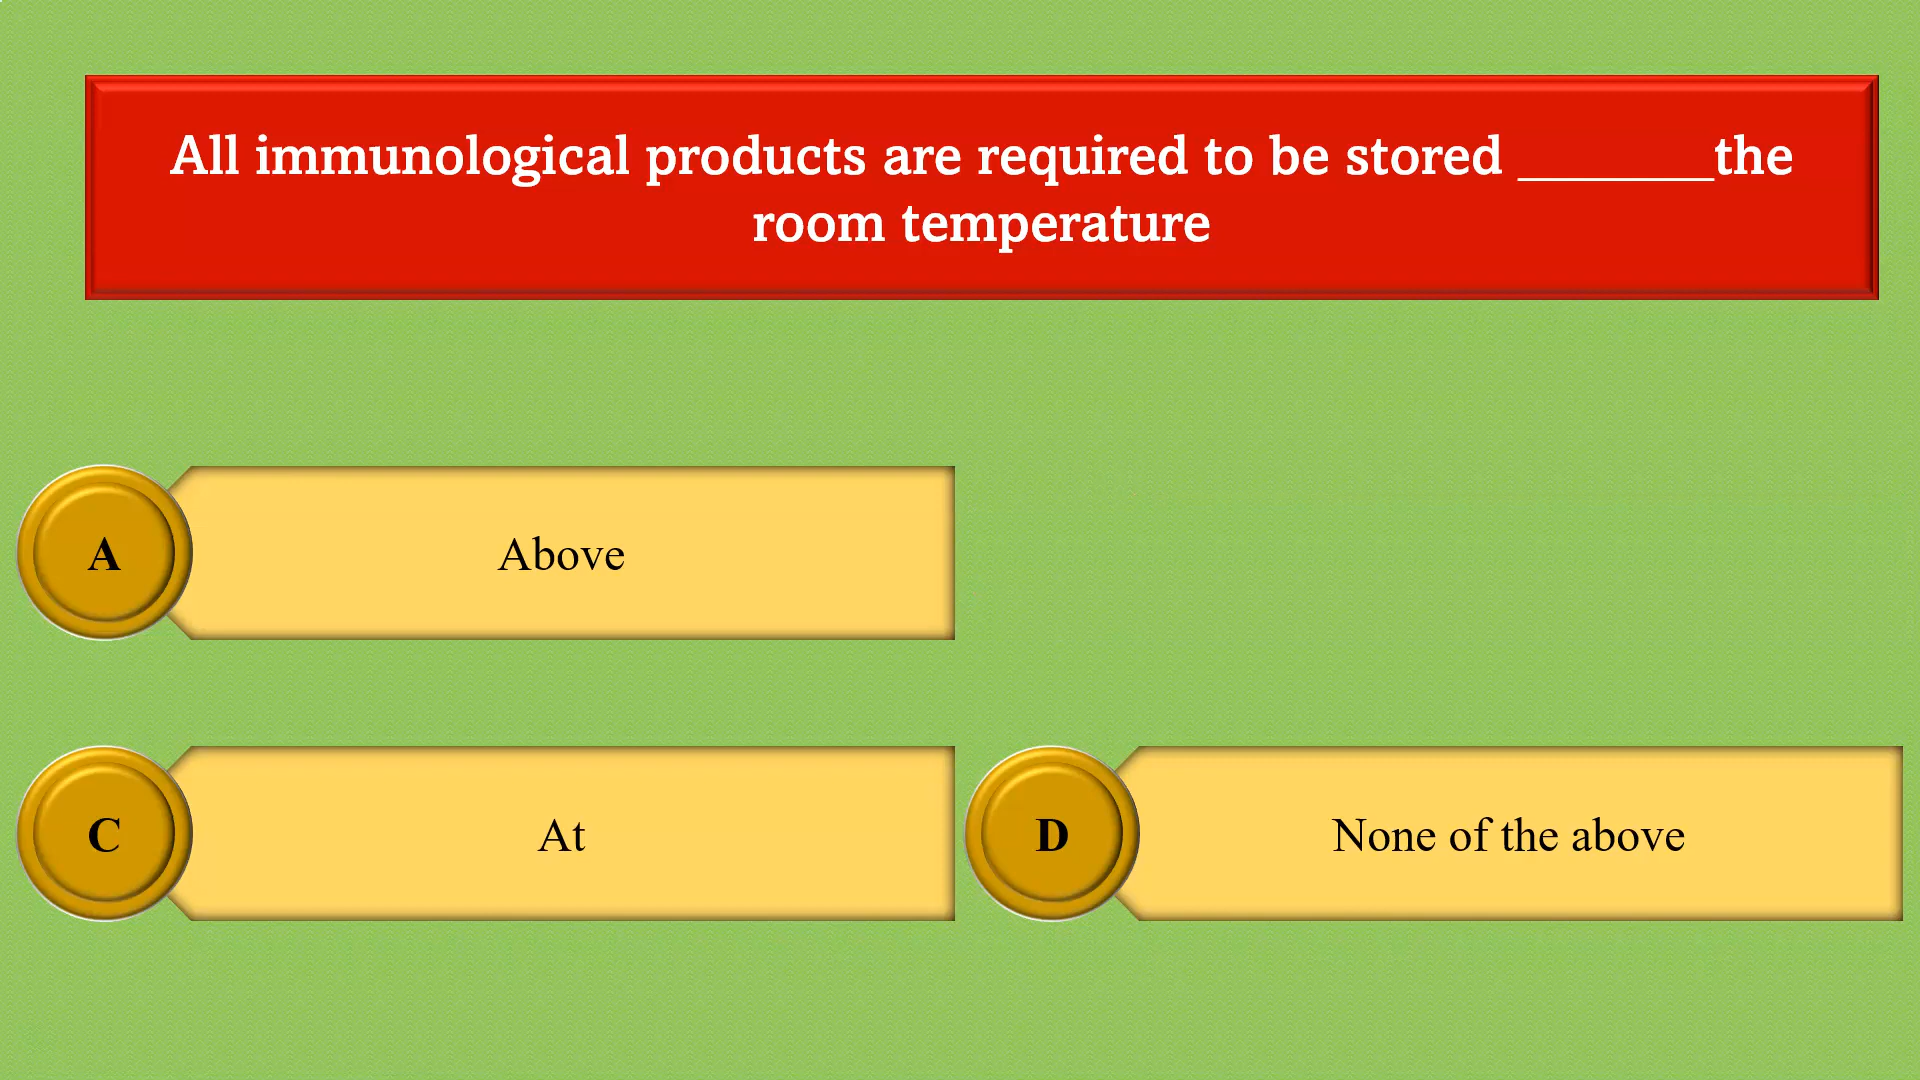 All immunological products are required to be stored ________the
room temperature
A
Above
C
At
D
None of the above